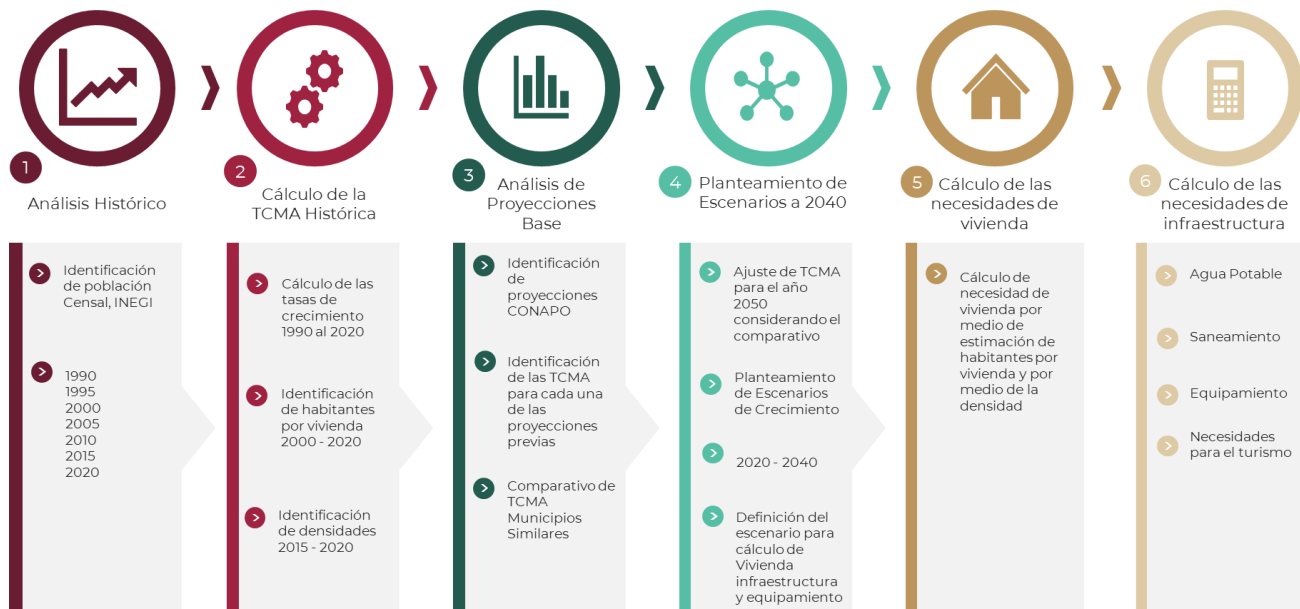 1
Análisis Histórico
Identificación
de población
Censal, INEGI
1990
1995
2000
2005
2010
2015
2020
2
Cálculo de la
TCMA Histórica
Cálculo de las
tasas de
crecimiento
1990 al 2020
Identificación
de habitantes
por vivienda
2000 - 2020
Identificación
de densidades
2015 - 2020
3
Análisis de
Proyecciones
Base
Identificación
de
proyecciones
CONAPO
Identificación
de las TCMA
para cada una
de las
proyecciones
previas
Comparativo de
TCMA
Municipios
Similares
4
Planteamiento de
Escenarios a 2040
Ajuste de TCMA
para el año
2050
considerando el
comparativo
Planteamiento
de Escenarios
de Crecimiento
2020 - 2040
Definición del
escenario para
cálculo de
Vivienda
infraestructura
y equipamiento
5
Cálculo de las
necesidades de
vivienda
Cálculo de
necesidad de
vivienda por
medio de
estimación de
habitantes por
vivienda y por
medio de la
densidad
6
Cálculo de las
necesidades de
infraestructura
Agua Potable
Saneamiento
Equipamiento
Necesidades
para el turismo